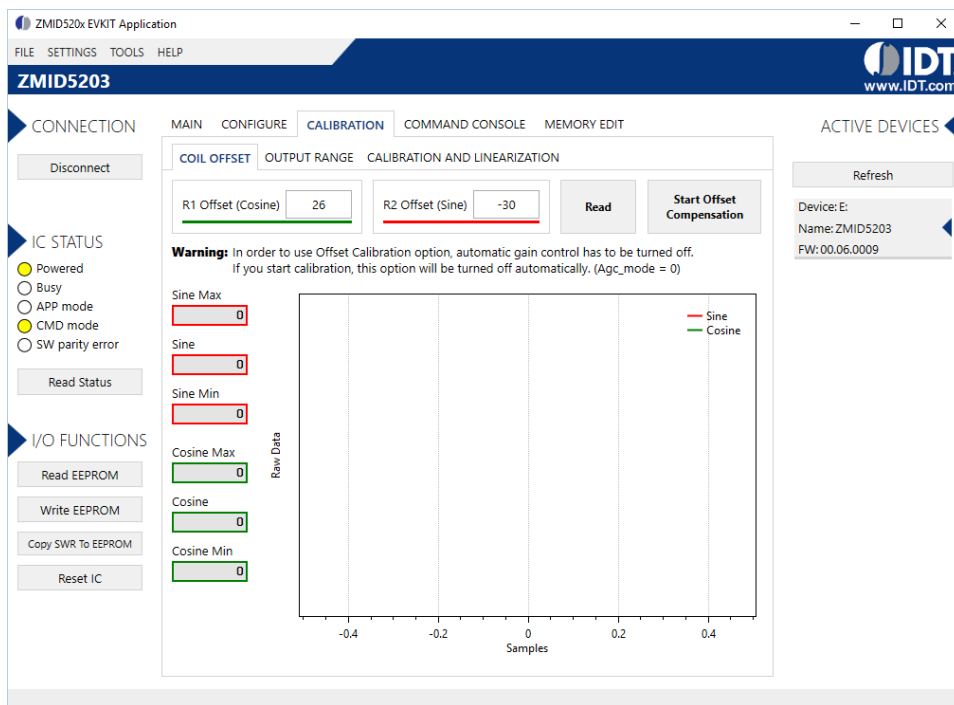 ZMID520x EVKIT Application
FILE SETTINGS TOOLS HELP
ZMID5203
IDT
www.IDT.com
CONNECTION
Disconnect
IC STATUS
Powered
Busy
APP mode
CMD mode
SW parity error
Read Status
I/O FUNCTIONS
Read EEPROM
Write EEPROM
Copy SWR To EEPROM
Reset IC
MAIN CONFIGURE CALIBRATION COMMAND CONSOLE MEMORY EDIT
COIL OFFSET OUTPUT RANGE CALIBRATION AND LINEARIZATION
R1 Offset (Cosine) 26
R2 Offset (Sine) -30
Read
Start Offset
Compensation
Warning: In order to use Offset Calibration option, automatic gain control has to be turned off.
If you start calibration, this option will be turned off automatically. (Agc_mode = 0)
Sine Max
0
Sine
0
Sine Min
0
Cosine Max
0
Cosine
0
Cosine Min
0
Raw Data
Sine
Cosine
-0.4 -0.2 0 0.2 0.4
Samples
ACTIVE DEVICES
Refresh
Device: E:
Name: ZMID5203
FW: 00.06.0009